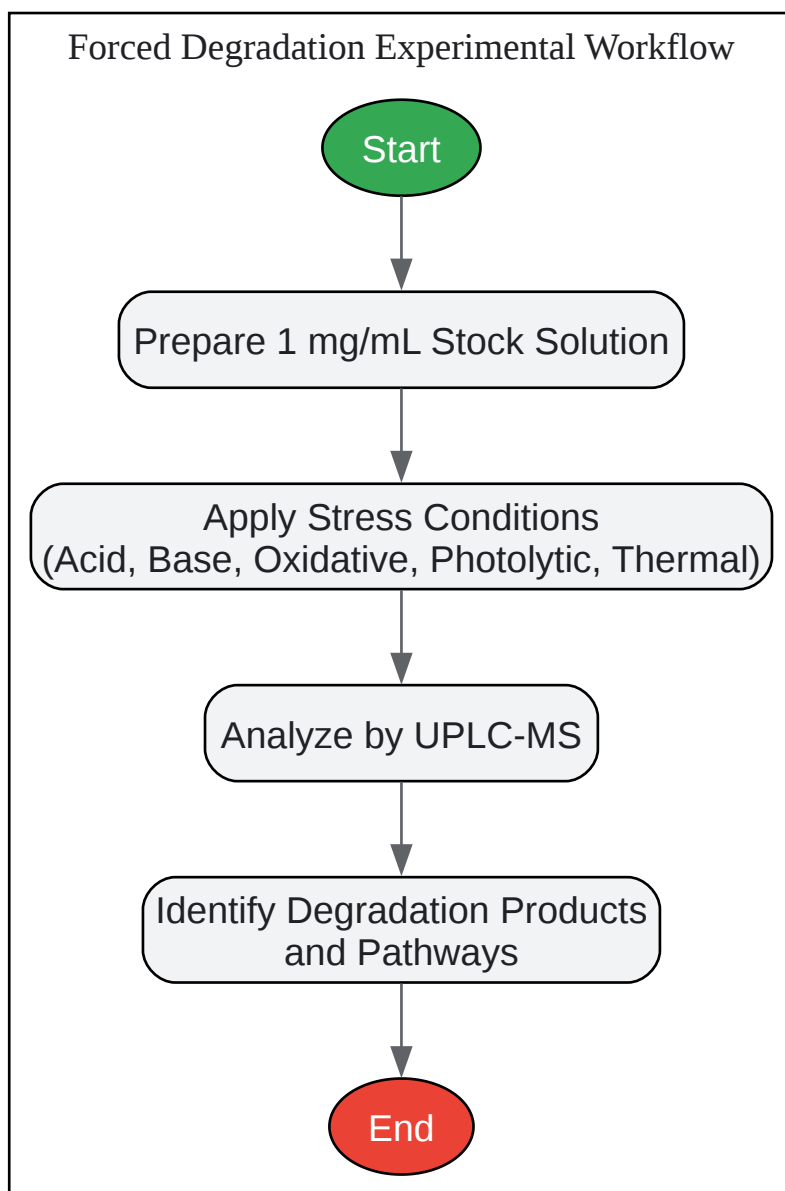 Forced Degradation Experimental Workflow
Start
Prepare 1 mg/mL Stock Solution
Apply Stress Conditions
(Acid, Base, Oxidative, Photolytic, Thermal)
Analyze by UPLC-MS
Identify Degradation Products
and Pathways
End